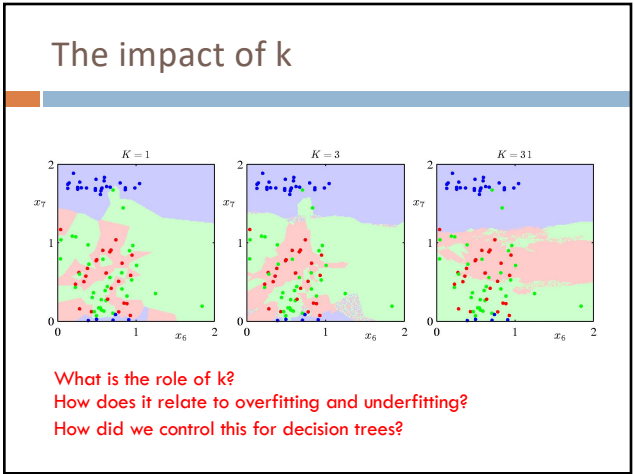 The impact of k
K = 1
K = 3
K = 31
2
x7
1
0
0
1
x6
2
2
x7
1
0
0
1
x6
2
2
x7
1
0
0
1
x6
2
What is the role of k?
How does it relate to overfitting and underfitting?
How did we control this for decision trees?